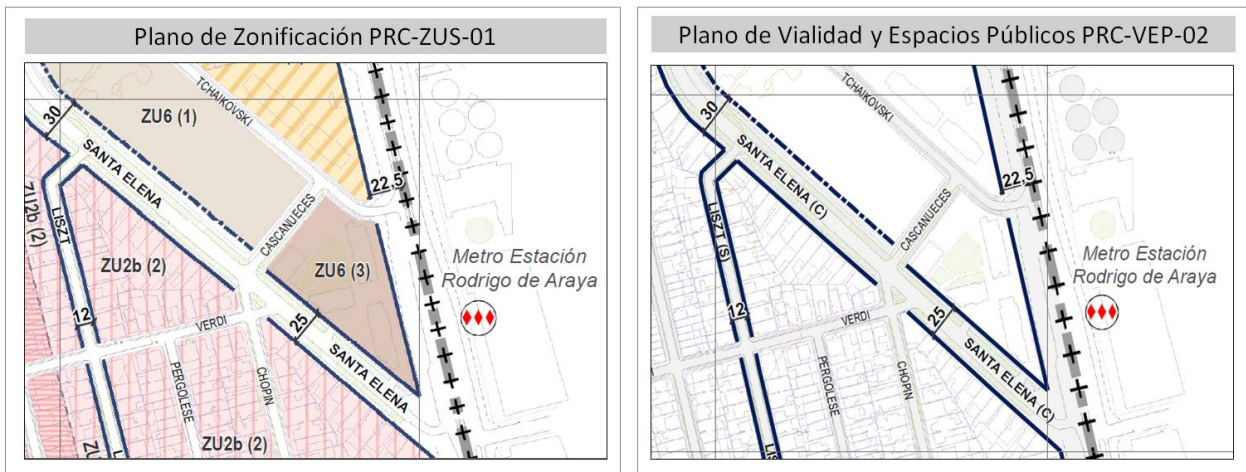 Plano de Zonificación PRC-ZUS-01
TCHAIKOVSKI
30
ZU6 (1)
SANTA ELENA
22,5
ZU2b (2)
LISZT
CASCANUECES
ZU2b (2)
ZU6 (3)
Metro Estación
Rodrigo de Araya
12
VERDI
25
SANTA ELENA
PERGOLESE
CHOPIN
ZU2b (2)
Plano de Vialidad y Espacios Públicos PRC-VEP-02
TCHAIKOVSKI
30
SANTA ELENA (C)
22,5
LISZT (S)
CASCANUECES
Metro Estación
Rodrigo de Araya
12
VERDI
25
SANTA ELENA (C)
PERGOLESE
CHOPIN